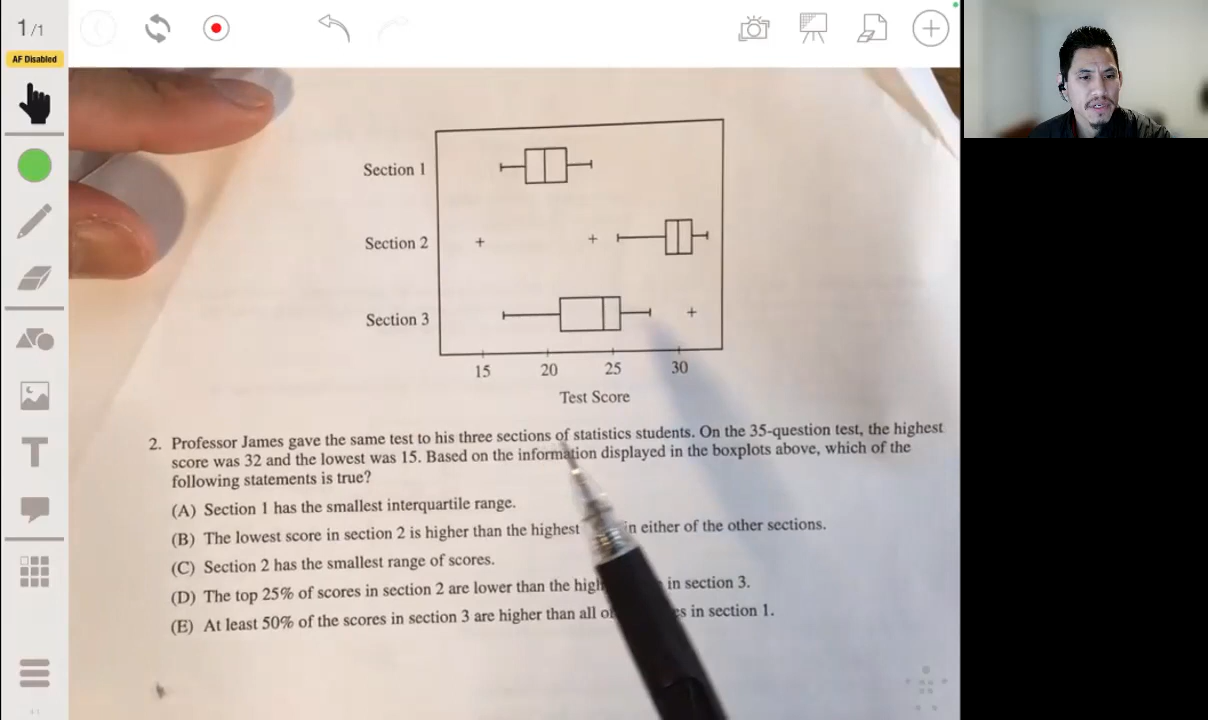 1/1
AF Disabled
T
Section 1
Section 2
Section 3
15 20 25 30
Test Score
2. Professor James gave the same test to his three sections of statistics students. On the 35-question test, the highest
score was 32 and the lowest was 15. Based on the information displayed in the boxplots above, which of the
following statements is true?
(A) Section 1 has the smallest interquartile range.
(B) The lowest score in section 2 is higher than the highest in either of the other sections.
(C) Section 2 has the smallest range of scores.
(D) The top 25% of scores in section 2 are lower than the in section 3.
(E) At least 50% of the scores in section 3 are higher than all in section 1.